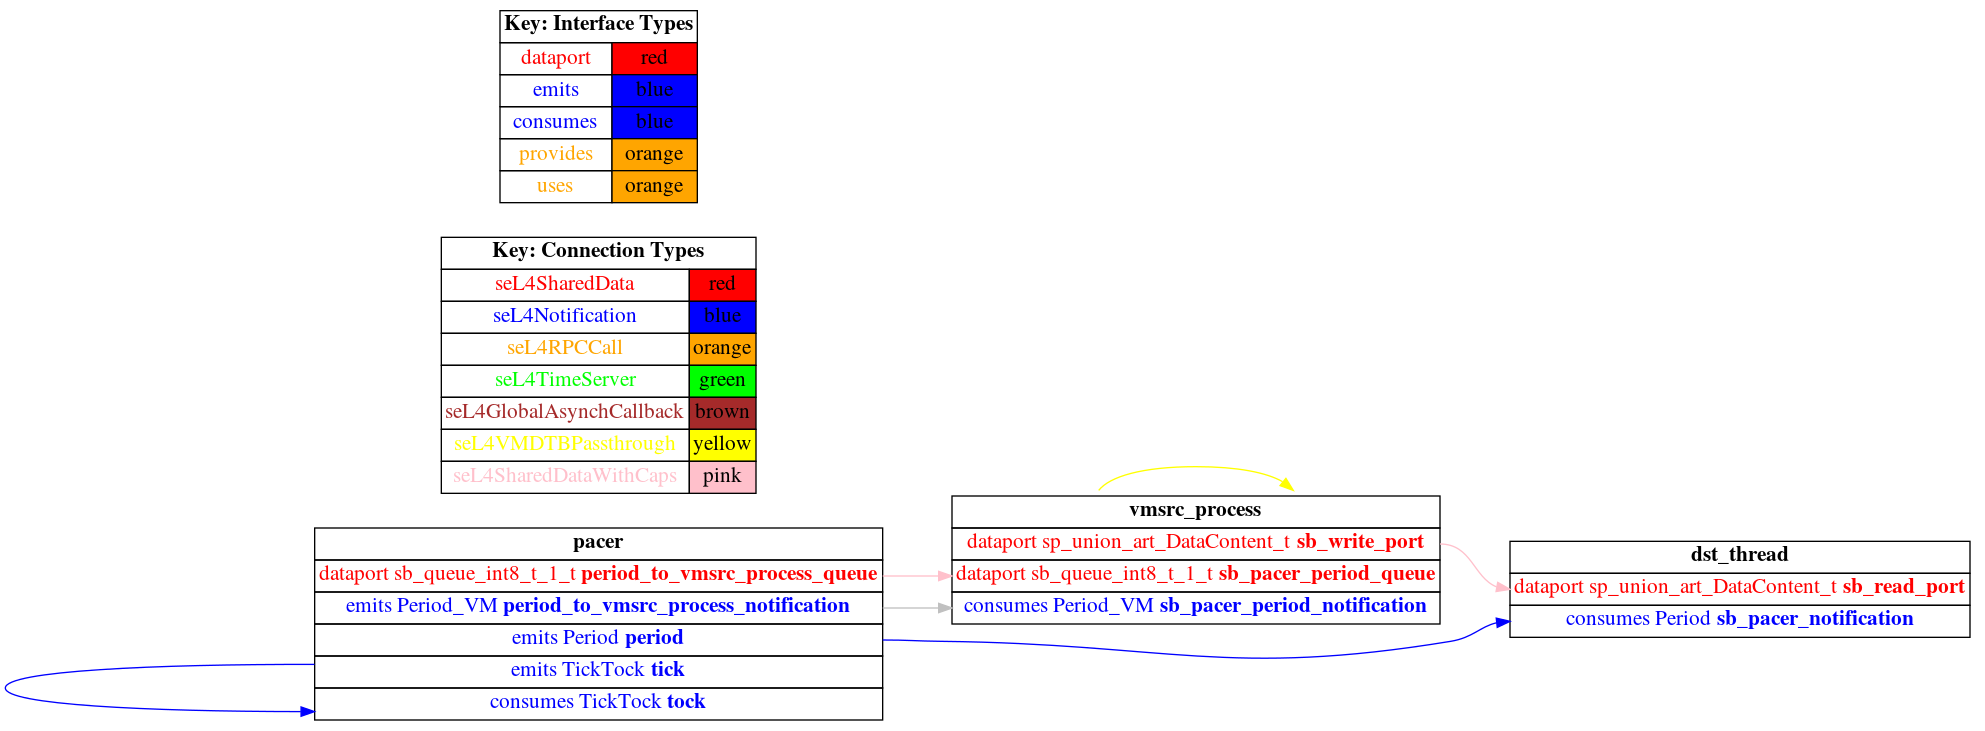 Key: Interface Types
dataport red
emits blue
consumes blue
provides orange
uses orange
Key: Connection Types
seL4SharedData red
seL4Notification blue
seL4RPCCall orange
seL4TimeServer green
seL4GlobalAsynchCallback brown
seL4VMDTBPassthrough yellow
seL4SharedDataWithCaps pink
pacer
dataport sb_queue_int8_t_1_t period_to_vmsrc_process_queue
emits Period_VM period_to_vmsrc_process_notification
emits Period period
emits TickTock tick
consumes TickTock tock
vmsrc_process
dataport sp_union_art_DataContent_t sb_write_port
dataport sb_queue_int8_t_1_t sb_pacer_period_queue
consumes Period_VM sb_pacer_period_notification
dst_thread
dataport sp_union_art_DataContent_t sb_read_port
consumes Period sb_pacer_notification